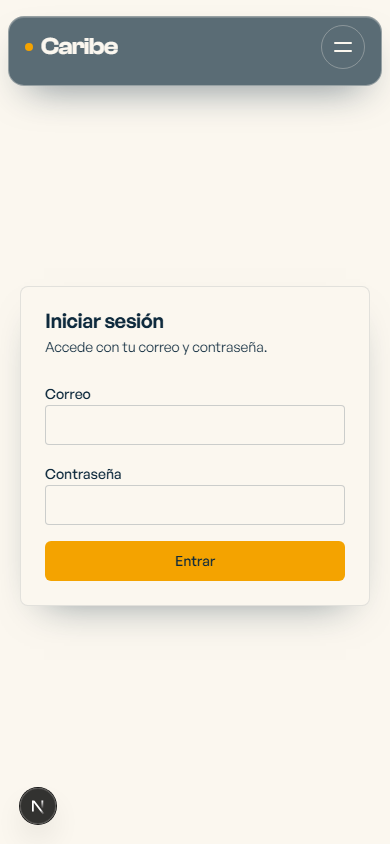 Caribe
Iniciar sesión
Accede con tu correo y contraseña.
Correo
Contraseña
Entrar
N